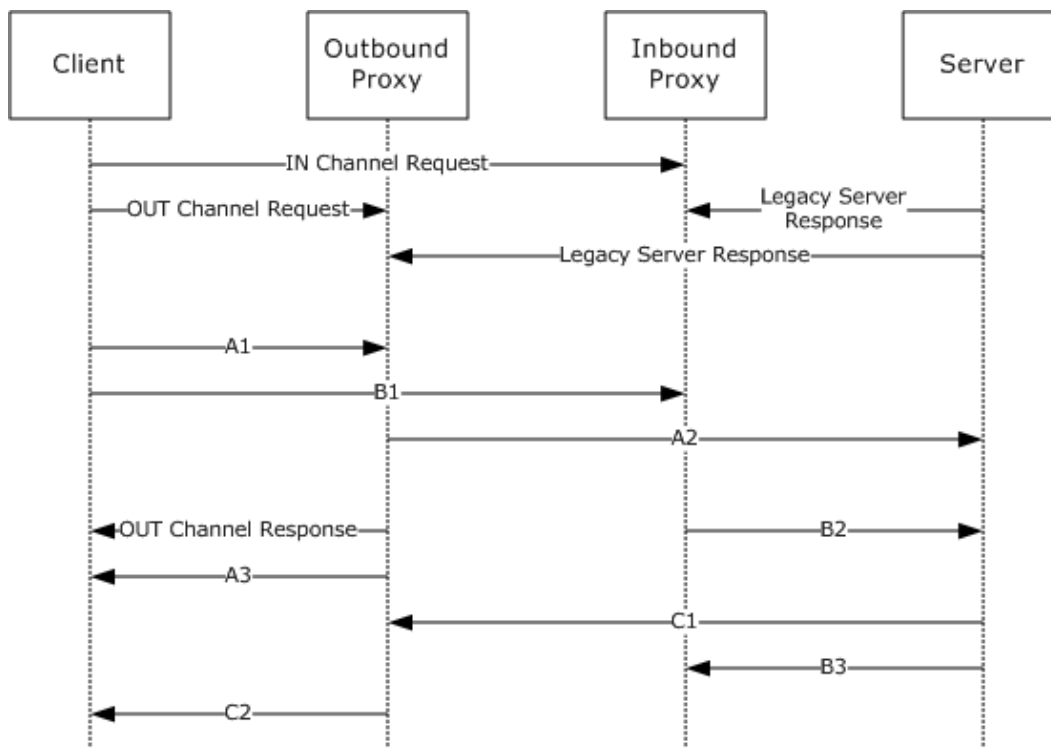 Client
Outbound
Proxy
Inbound
Proxy
Server
IN Channel Request
OUT Channel Request
Legacy Server
Response
Legacy Server Response
A1
B1
A2
OUT Channel Response
B2
A3
C1
B3
C2